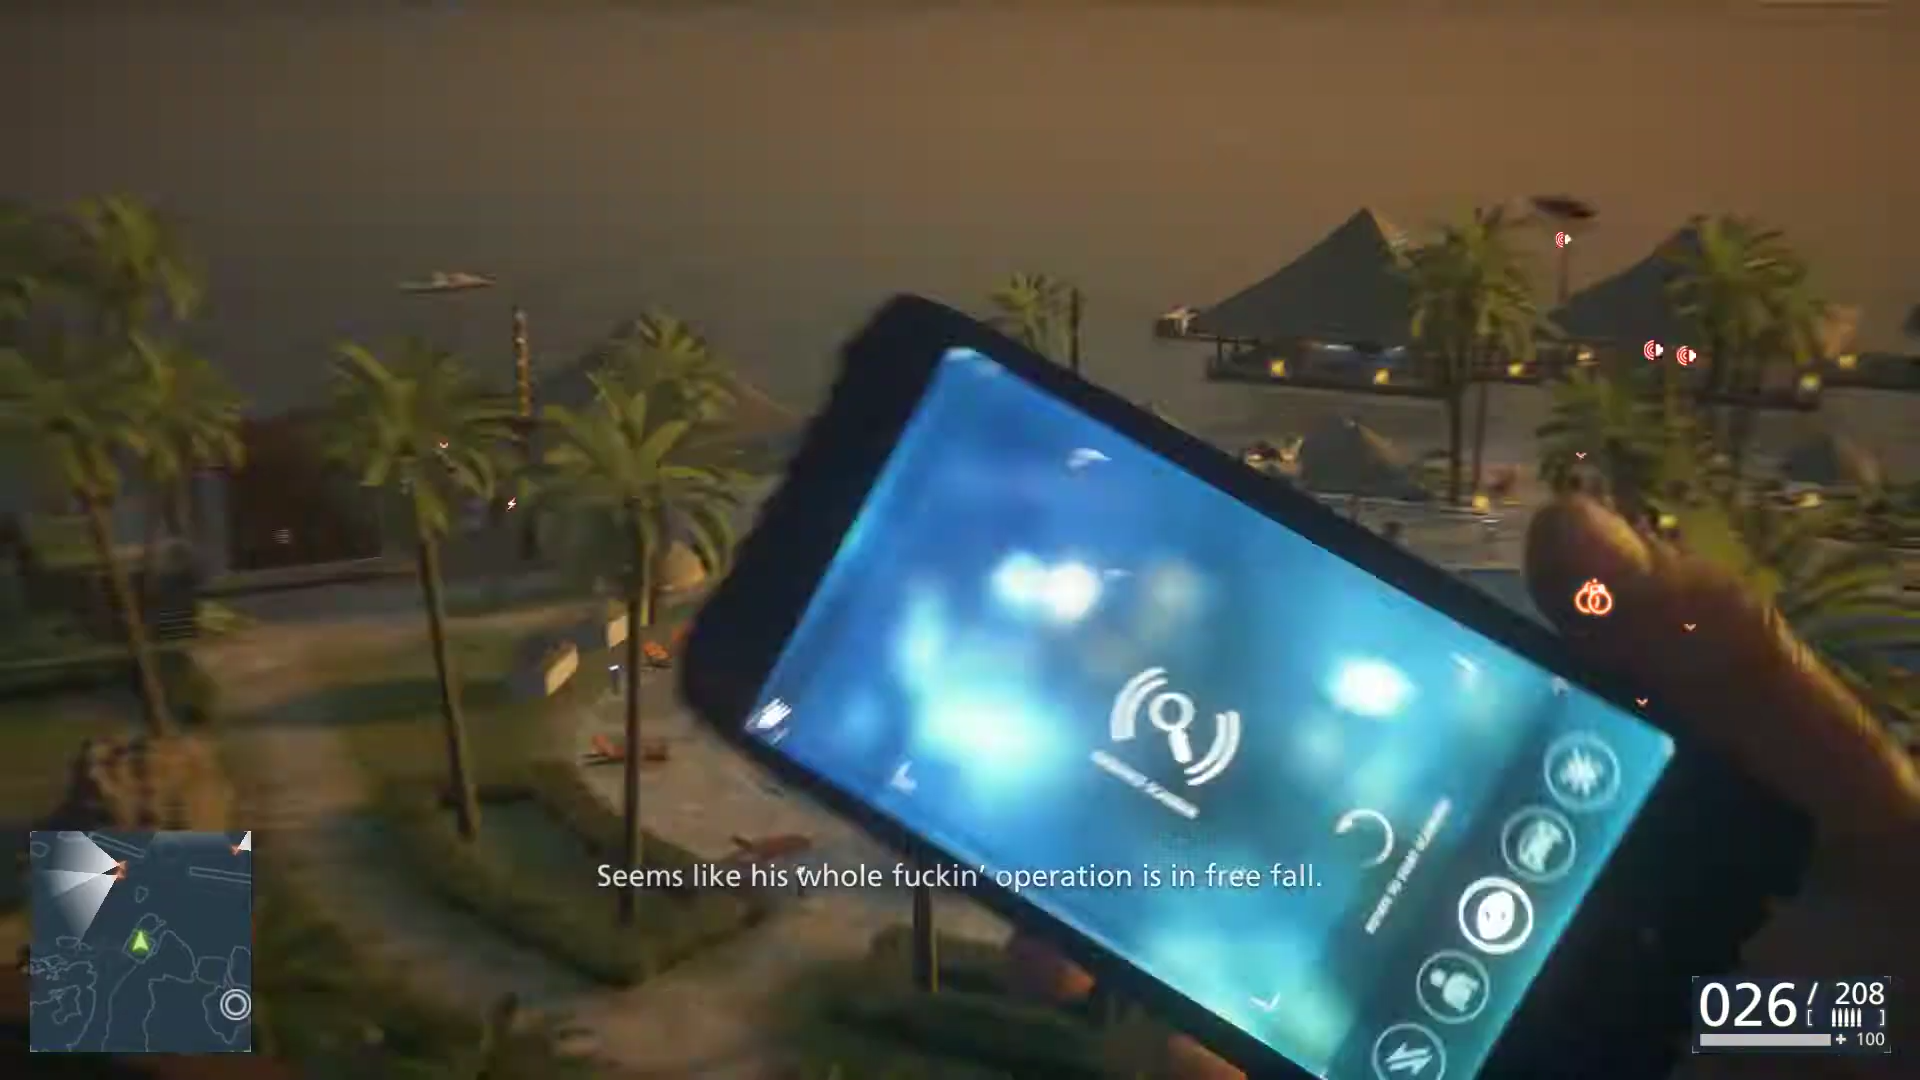 Seems like his whole fuckin' operation is in free fall.
026 / 208
+ 100